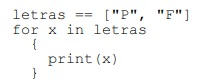 letras == ["P", "F"]
for x in letras
  {
    print(x)
  }